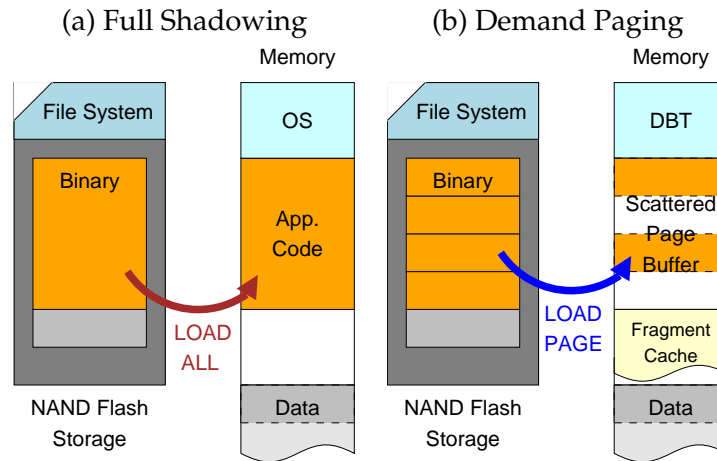 (a) Full Shadowing
(b) Demand Paging
Memory
File System
OS
Binary
App.
Code
LOAD
ALL
Data
NAND Flash
Storage
Memory
File System
DBT
Binary
Scattered
Page
Buffer
LOAD
PAGE
Fragment
Cache
Data
NAND Flash
Storage